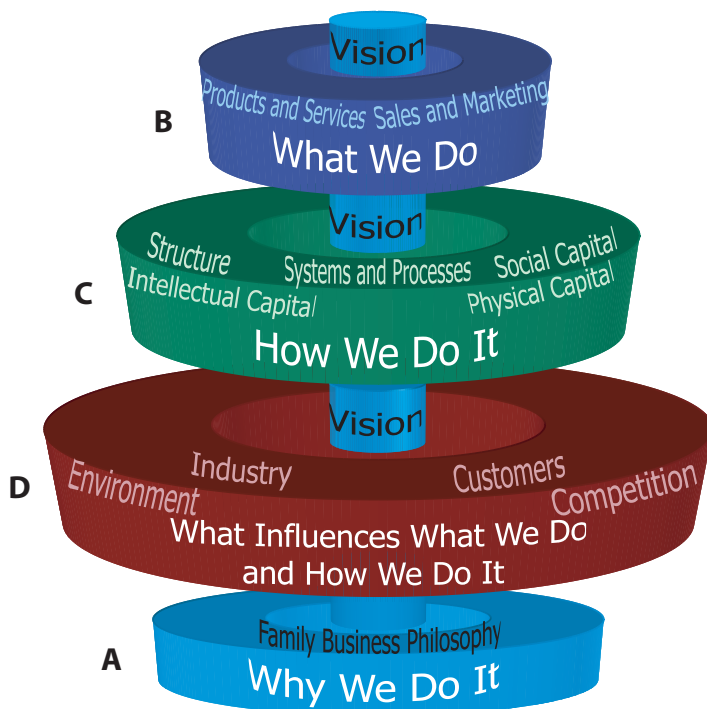 Vision
Products and Services Sales and Marketing
B
What We Do
Vision
Structure
Systems and Processes
Social Capital
C
Intellectual Capital
Physical Capital
How We Do It
Vision
Industry
Customers
D
Environment
Competition
What Influences What We Do
and How We Do It
Family Business Philosophy
A
Why We Do It